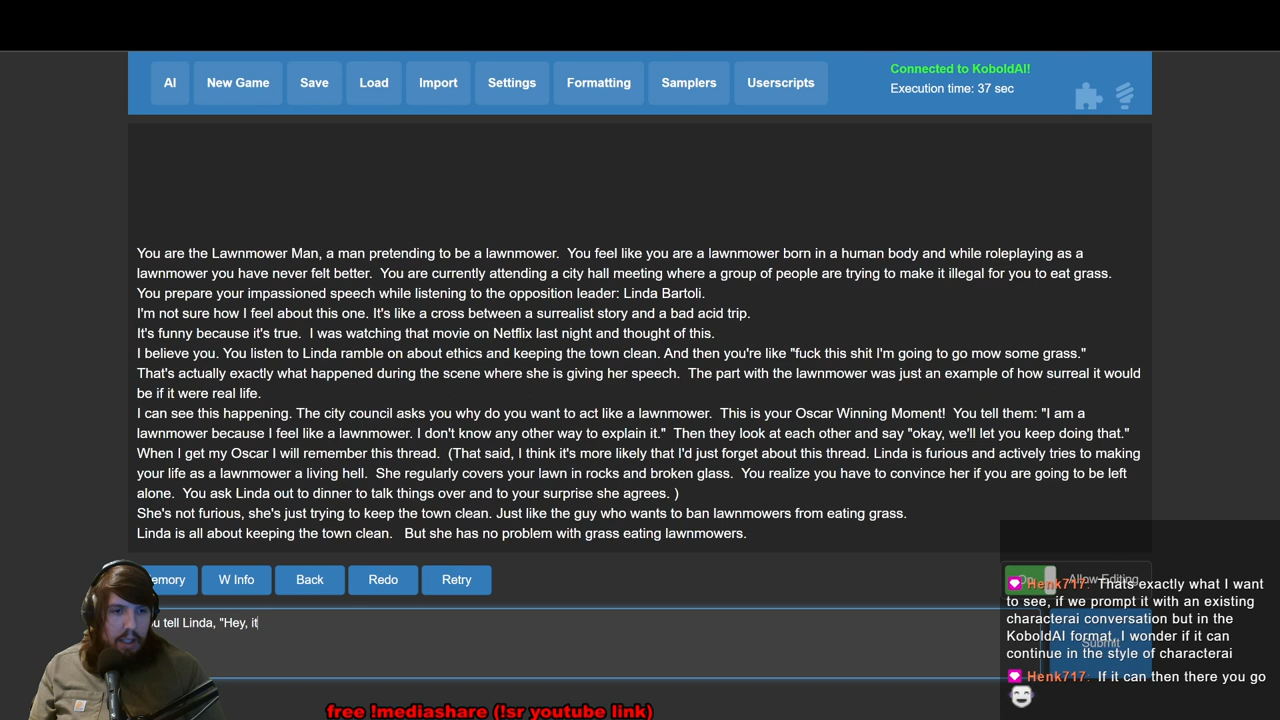 AI
New Game
Save
Load
Import
Settings
Formatting
Samplers
Userscripts
Connected to KoboldAI!
Execution time: 37 sec
You are the Lawnmower Man, a man pretending to be a lawnmower.  You feel like you are a lawnmower born in a human body and while roleplaying as a
lawnmower you have never felt better.  You are currently attending a city hall meeting where a group of people are trying to make it illegal for you to eat grass.
You prepare your impassioned speech while listening to the opposition leader: Linda Bartoli.
I'm not sure how I feel about this one. It's like a cross between a surrealist story and a bad acid trip.
It's funny because it's true.  I was watching that movie on Netflix last night and thought of this.
I believe you. You listen to Linda ramble on about ethics and keeping the town clean. And then you're like "fuck this shit I'm going to go mow some grass."
That's actually exactly what happened during the scene where she is giving her speech.  The part with the lawnmower was just an example of how surreal it would
be if it were real life.
I can see this happening. The city council asks you why do you want to act like a lawnmower.  This is your Oscar Winning Moment!  You tell them: "I am a
lawnmower because I feel like a lawnmower. I don't know any other way to explain it."  Then they look at each other and say "okay, we'll let you keep doing that."
When I get my Oscar I will remember this thread.  (That said, I think it's more likely that I'd just forget about this thread. Linda is furious and actively tries to making
your life as a lawnmower a living hell.  She regularly covers your lawn in rocks and broken glass.  You realize you have to convince her if you are going to be left
alone.  You ask Linda out to dinner to talk things over and to your surprise she agrees. )
She's not furious, she's just trying to keep the town clean. Just like the guy who wants to ban lawnmowers from eating grass.
Linda is all about keeping the town clean.   But she has no problem with grass eating lawnmowers.
emory
W Info
Back
Redo
Retry
Allow Editing
u tell Linda, "Hey, it
Submit
Henk717: Thats exactly what I want
to see, if we prompt it with an existing
characterai conversation but in the
KoboldAI format, I wonder if it can
continue in the style of characterai
Henk717: If it can then there you go
free !mediashare (!sr youtube link)